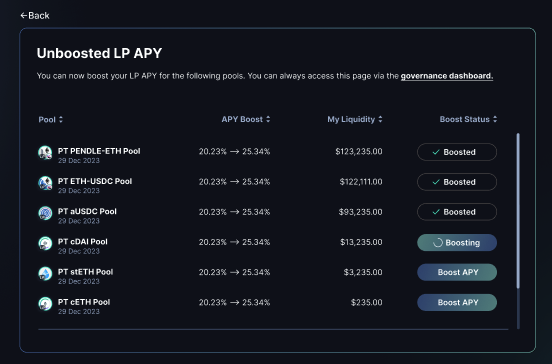 ←Back
Unboosted LP APY
You can now boost your LP APY for the following pools. You can always access this page via the governance dashboard.
Pool APY Boost My Liquidity Boost Status
PT PENDLE-ETH Pool 20.23% → 25.34% $123,235.00 Boosted
29 Dec 2023
PT ETH-USDC Pool 20.23% → 25.34% $122,111.00 Boosted
29 Dec 2023
PT aUSDC Pool 20.23% → 25.34% $93,235.00 Boosted
29 Dec 2023
PT cDAI Pool 20.23% → 25.34% $13,235.00 Boosting
29 Dec 2023
PT stETH Pool 20.23% → 25.34% $3,235.00 Boost APY
29 Dec 2023
PT cETH Pool 20.23% → 25.34% $235.00 Boost APY
29 Dec 2023